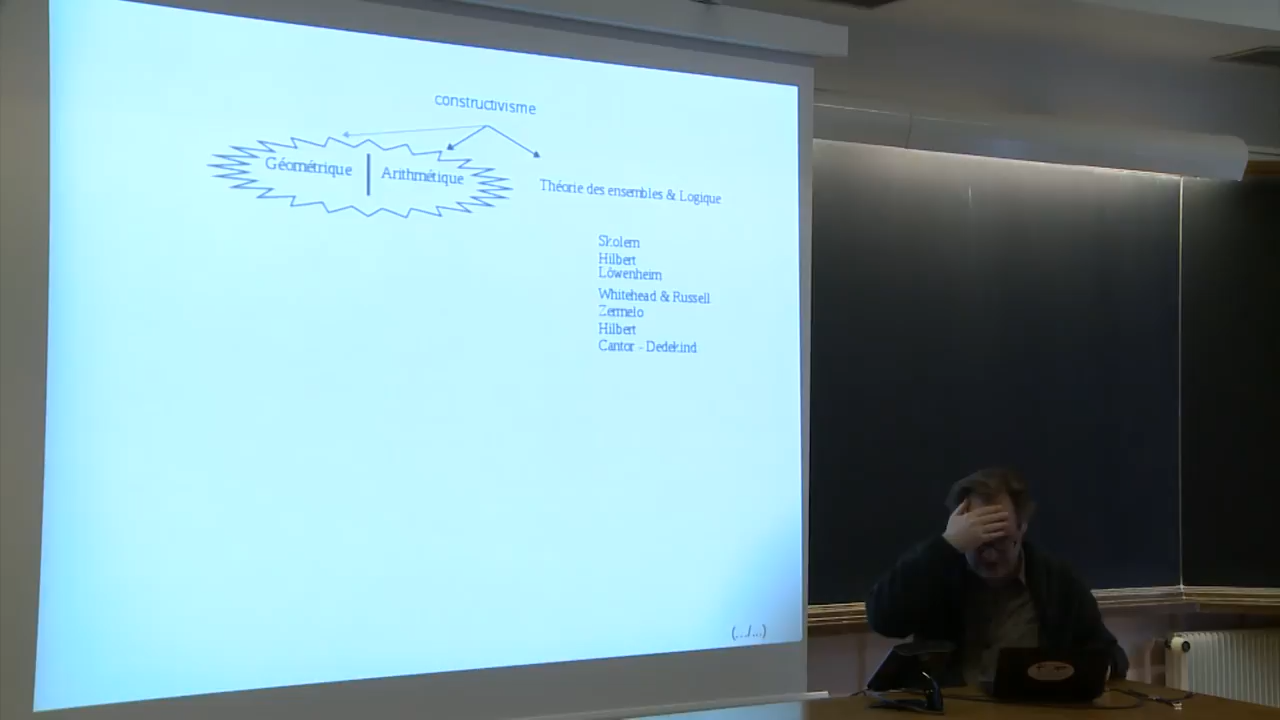 constructivisme
Géométrique
Arithmétique
Théorie des ensembles & Logique
Skolem
Hilbert
Löwenheim
Whitehead & Russell
Zermelo
Hilbert
Cantor - Dedekind
(.../...)